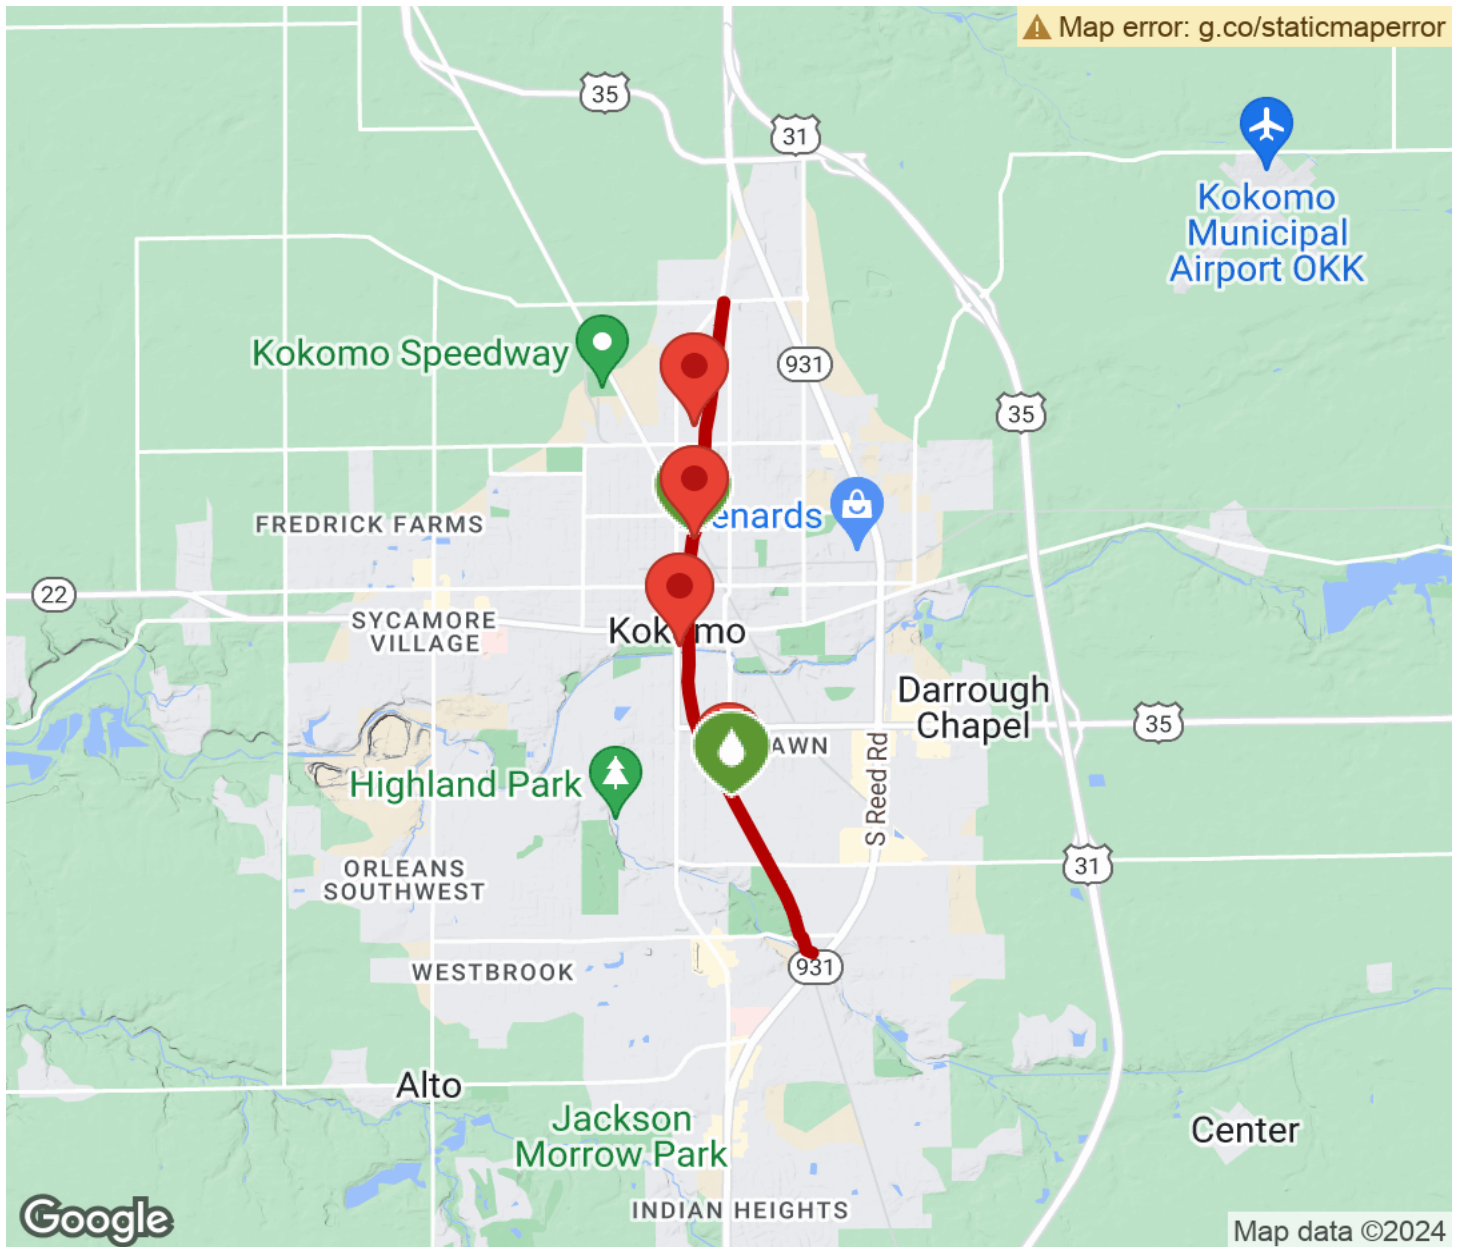 Map error: g.co/staticmaperror
35
31
Kokomo
Municipal
Airport OKK
Kokomo Speedway
931
35
enards
FREDRICK FARMS
22
SYCAMORE
VILLAGE
Kokomo
Darrough
Chapel
35
AWN
Highland Park
S Reed Rd
31
ORLEANS
SOUTHWEST
WESTBROOK
931
Alto
Jackson
Morrow Park
Center
INDIAN HEIGHTS
Google
Map data ©2024